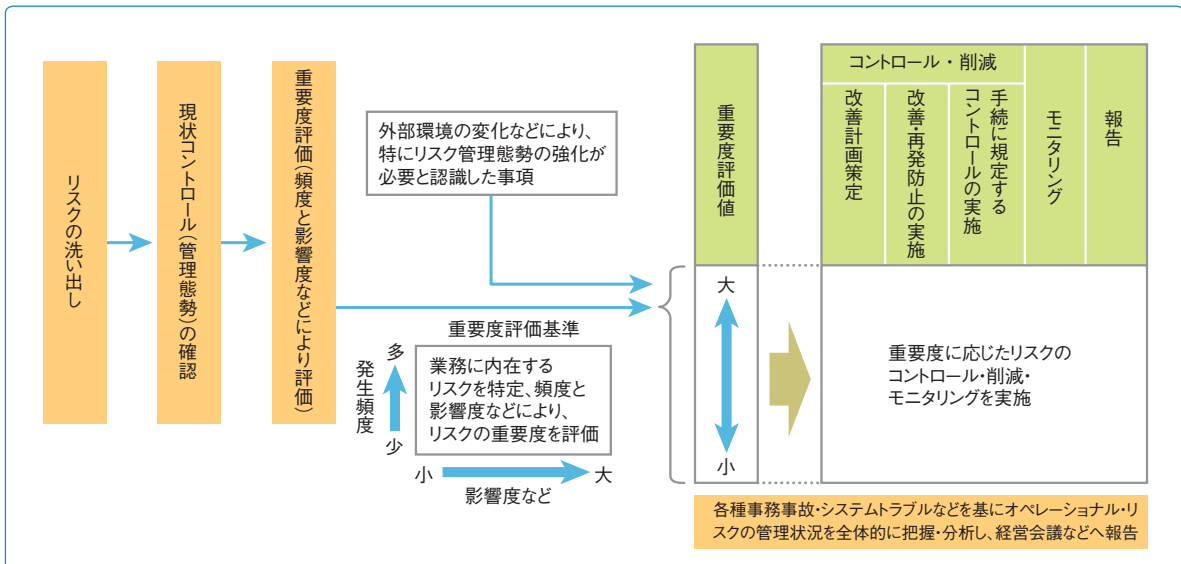 リスクの洗い出し
現状コントロール（管理態勢）の確認
重要度評価（頻度と影響度などにより評価）
外部環境の変化などにより、
特にリスク管理態勢の強化が
必要と認識した事項
重要度評価基準
発生頻度
多
少
業務に内在する
リスクを特定、頻度と
影響度などにより、
リスクの重要度を評価
小
大
影響度など
重要度評価値
大
小
コントロール・削減
改善計画策定
改善・再発防止の実施
手続に規定する
コントロールの実施
モニタリング
報告
重要度に応じたリスクの
コントロール・削減・
モニタリングを実施
各種事務事故・システムトラブルなどを基にオペレーショナル・リ
スクの管理状況を全体的に把握・分析し、経営会議などへ報告